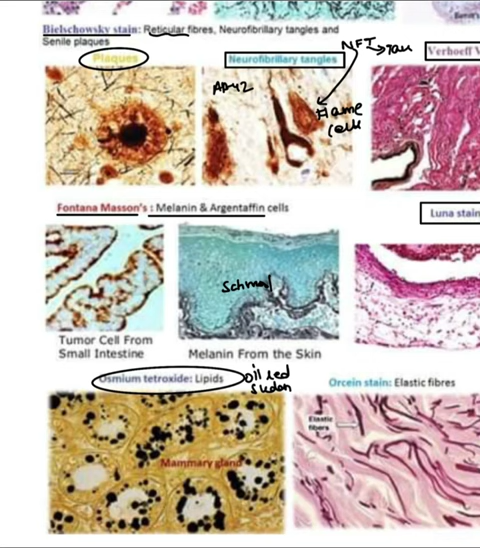 Bielschowsky stain: Reticular fibres, Neurofibrillary tangles and
Senile plaques
Plaques
Neurofibrillary tangles
NFT → Tau
Verhoeff V
AB42
Flame
cells
Fontana Masson's : Melanin & Argentaffin cells
Luna stain
Schmorl
Tumor Cell From
Small Intestine
Melanin From the Skin
Osmium tetroxide: Lipids
oil red
sudan
Orcein stain: Elastic fibres
Elastic
fibers
Mammary gland